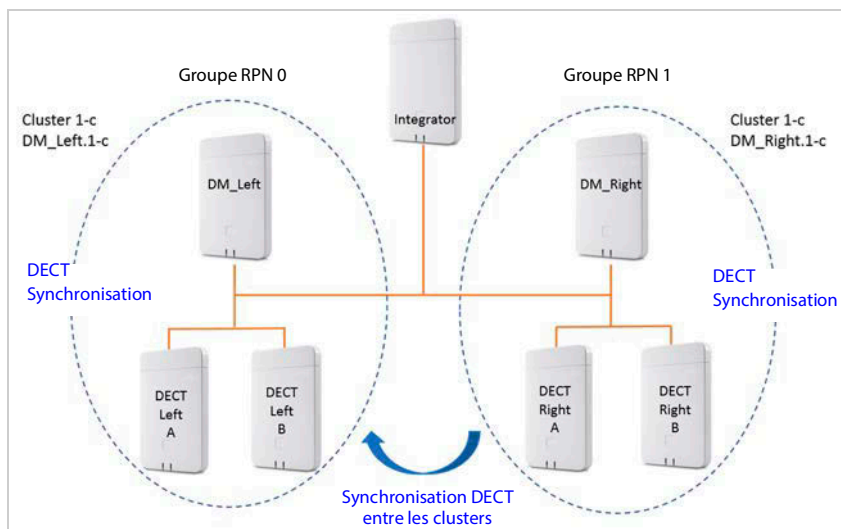 Groupe RPN 0
Groupe RPN 1
Integrator
Cluster 1-c
DM_Left.1-c
Cluster 1-c
DM_Right.1-c
DM_Left
DM_Right
DECT
Synchronisation
DECT
Synchronisation
DECT
Left
A
DECT
Left
B
DECT
Right
A
DECT
Right
B
Synchronisation DECT
entre les clusters